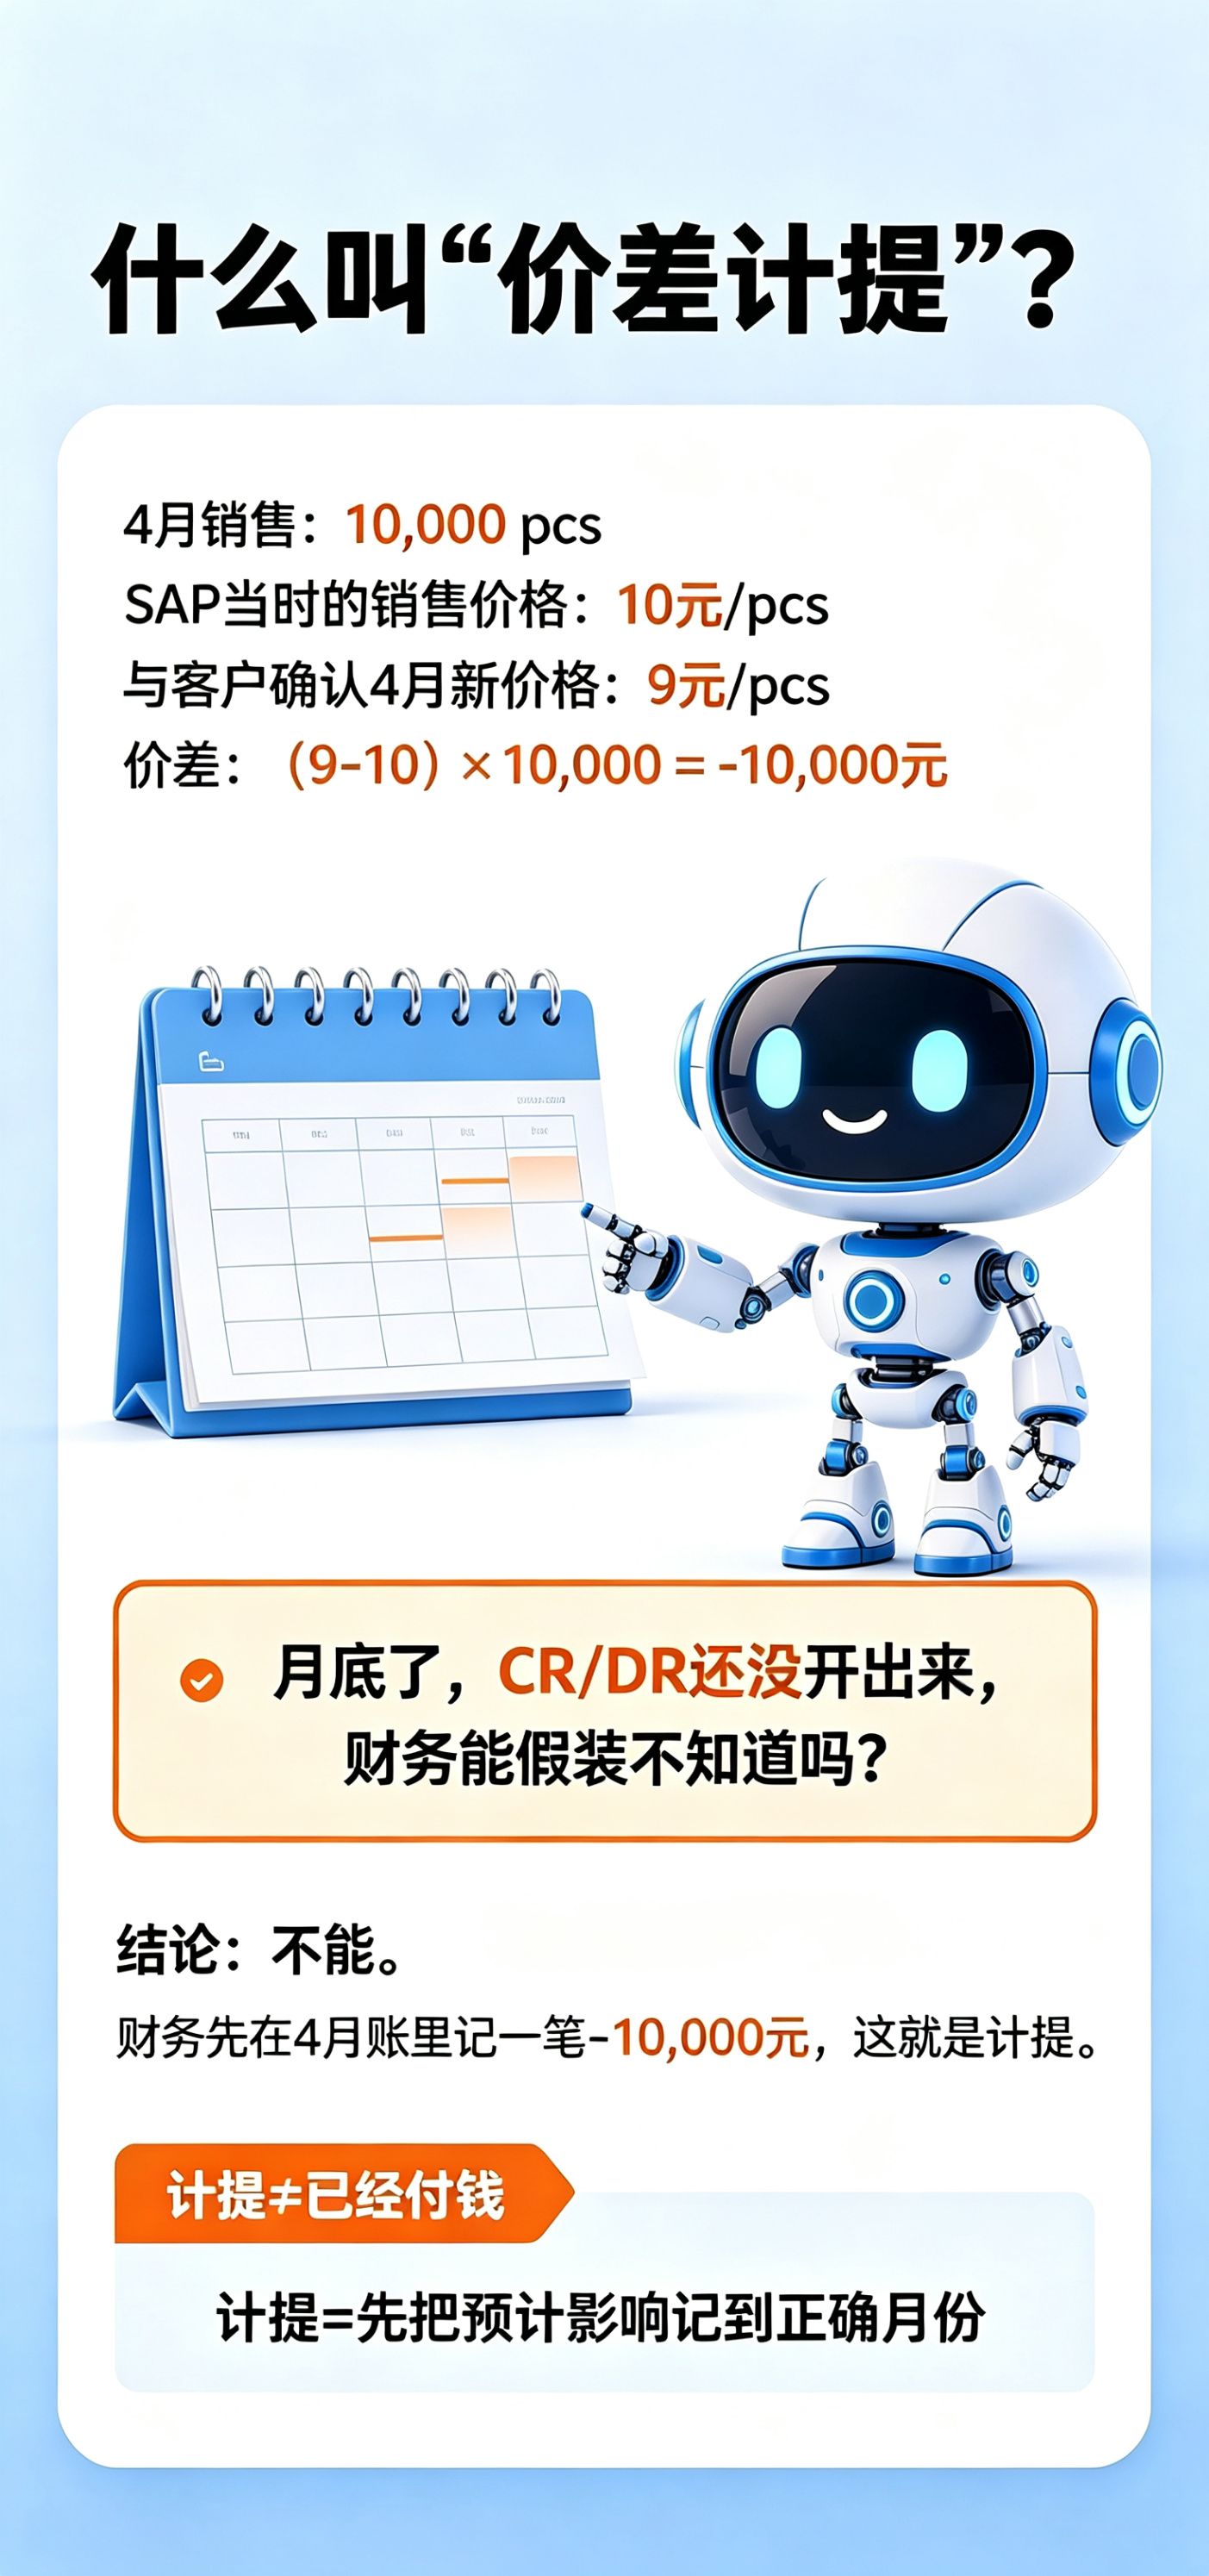 什么叫“价差计提”？
4月销售：10,000 pcs
SAP当时的销售价格：10元/pcs
与客户确认4月新价格：9元/pcs
价差：（9-10）×10,000 = -10,000元
月底了，CR/DR还没开出来，
财务能假装不知道吗？
结论：不能。
财务先在4月账里记一笔-10,000元，这就是计提。
计提≠已经付钱
计提=先把预计影响记到正确月份